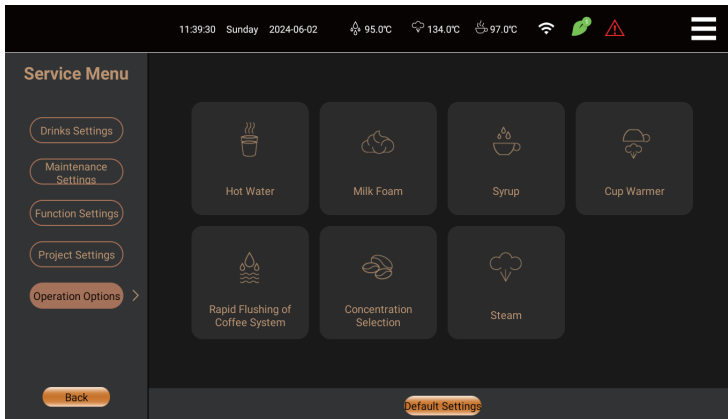 11:39:30 Sunday 2024-06-02 95.0℃ 134.0℃ 97.0℃
Service Menu
Drinks Settings
Maintenance
Settings
Function Settings
Project Settings
Operation Options
Back
Hot Water
Milk Foam
Syrup
Cup Warmer
Rapid Flushing of
Coffee System
Concentration
Selection
Steam
Default Settings